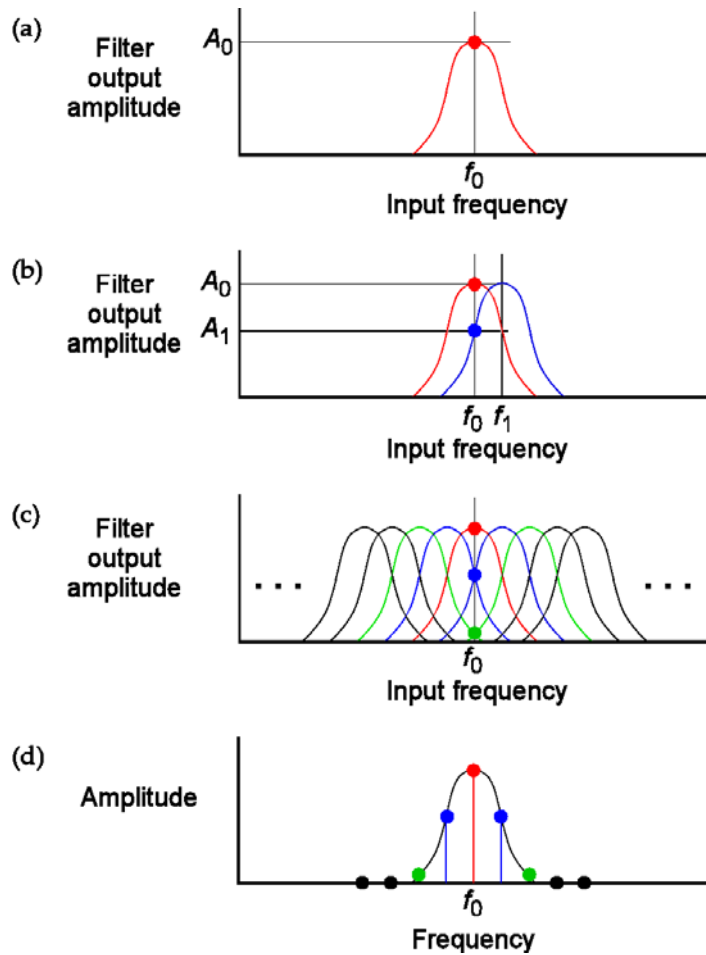 (a)
Filter
output
amplitude
A0
f0
Input frequency
(b)
Filter
output
amplitude
A0
A1
f0 f1
Input frequency
(c)
Filter
output
amplitude
. . .
. . .
f0
Input frequency
(d)
Amplitude
f0
Frequency